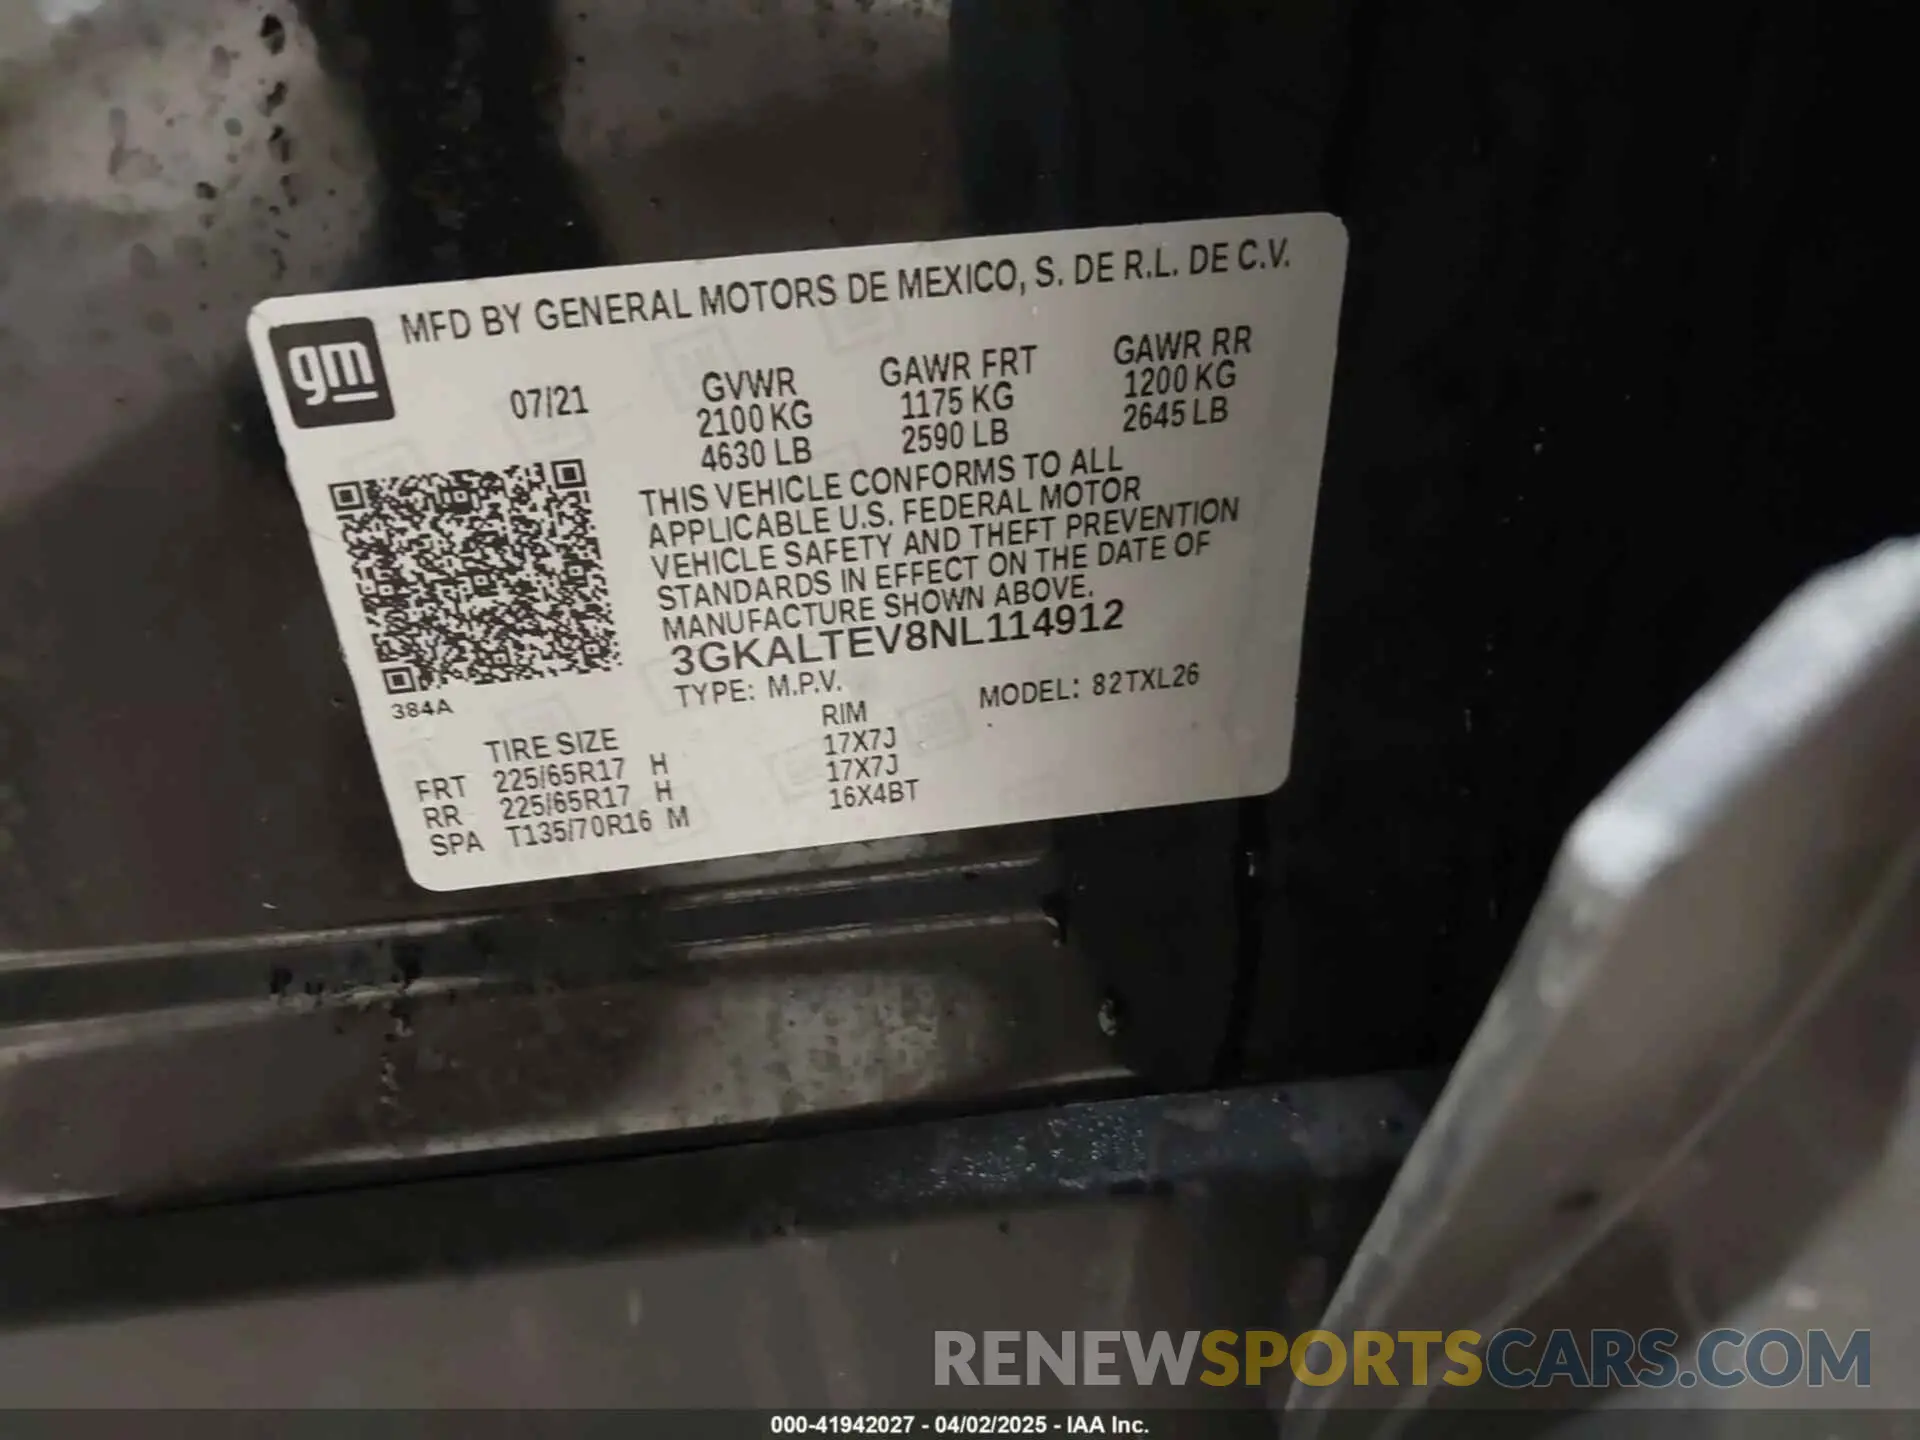 MFD BY GENERAL MOTORS DE MEXICO, S. DE R.L. DE C.V.
gm
07/21
GVWR
2100 KG
4630 LB
GAWR FRT
1175 KG
2590 LB
GAWR RR
1200 KG
2645 LB
THIS VEHICLE CONFORMS TO ALL
APPLICABLE U.S. FEDERAL MOTOR
VEHICLE SAFETY AND THEFT PREVENTION
STANDARDS IN EFFECT ON THE DATE OF
MANUFACTURE SHOWN ABOVE.
3GKALTEV8NL114912
TYPE: M.P.V. MODEL: 82TXL26
384A
TIRE SIZE RIM
FRT 225/65R17 H 17X7J
RR 225/65R17 H 17X7J
SPA T135/70R16 M 16X4BT
RENEWSPORTSCARS.COM
000-41942027 - 04/02/2025 - IAA Inc.